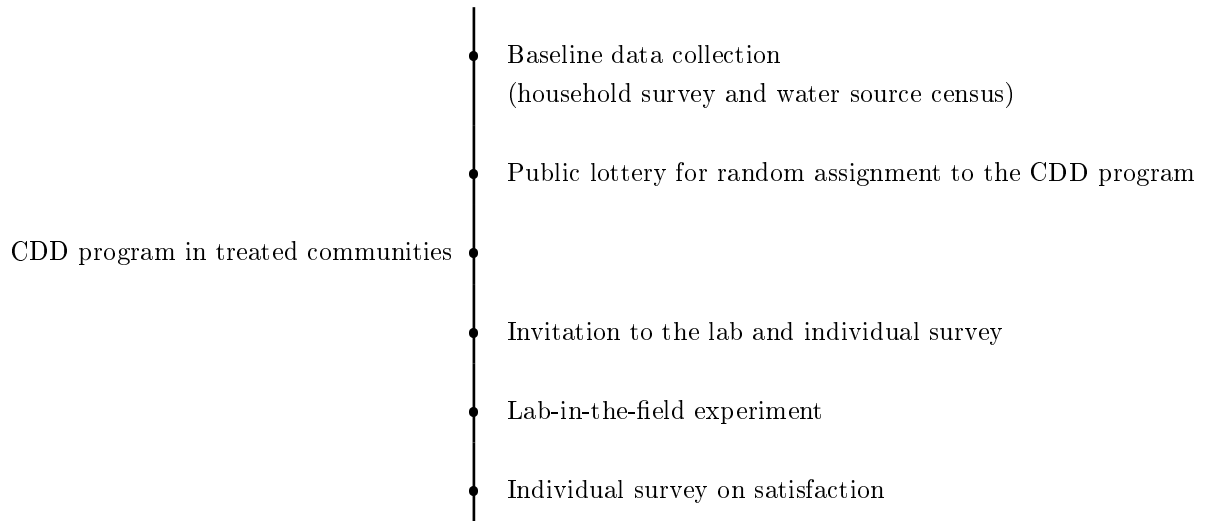 Baseline data collection
(household survey and water source census)
Public lottery for random assignment to the CDD program
CDD program in treated communities
Invitation to the lab and individual survey
Lab-in-the-field experiment
Individual survey on satisfaction